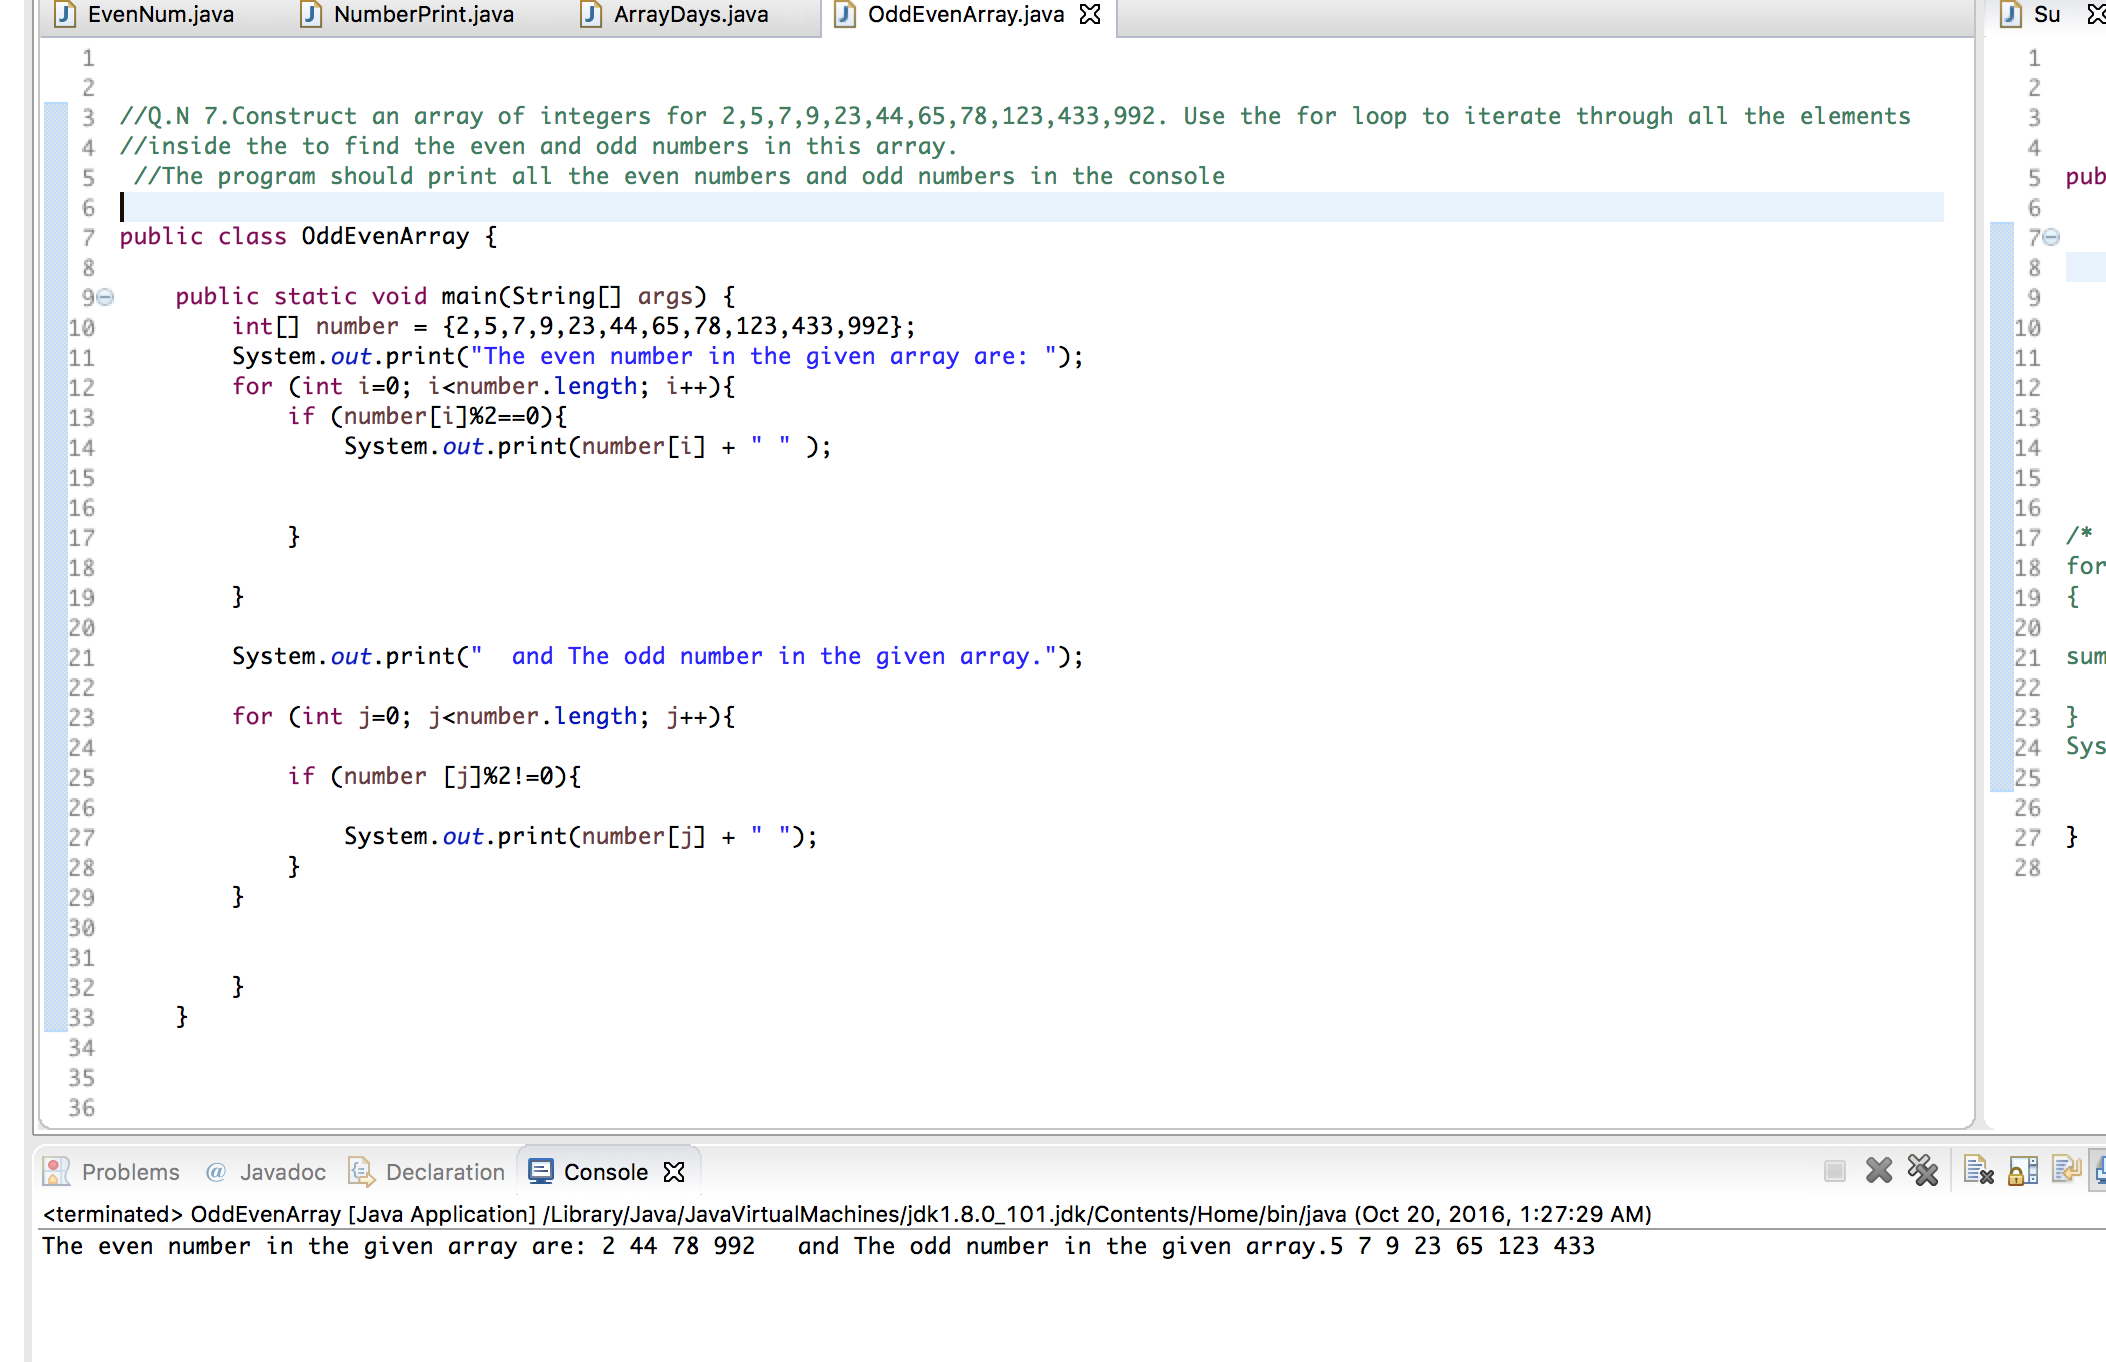 EvenNum.java NumberPrint.java ArrayDays.java OddEvenArray.java Su
1
2
3 //Q.N 7.Construct an array of integers for 2,5,7,9,23,44,65,78,123,433,992. Use the for loop to iterate through all the elements
4 //inside the to find the even and odd numbers in this array.
5 //The program should print all the even numbers and odd numbers in the console
6
7 public class OddEvenArray {
8
9 public static void main(String[] args) {
10 int[] number = {2,5,7,9,23,44,65,78,123,433,992};
11 System.out.print("The even number in the given array are: ");
12 for (int i=0; i<number.length; i++){
13 if (number[i]%2==0){
14 System.out.print(number[i] + " " );
15
16
17 }
18
19 }
20
21 System.out.print("  and The odd number in the given array.");
22
23 for (int j=0; j<number.length; j++){
24
25 if (number [j]%2!=0){
26
27 System.out.print(number[j] + " ");
28 }
29 }
30
31
32 }
33 }
34
35
36
1
2
3
4
5 pub
6
7
8
9
10
11
12
13
14
15
16
17 /*
18 for
19 {
20
21 sum
22
23 }
24 Sys
25
26
27 }
28
Problems @ Javadoc Declaration Console
<terminated> OddEvenArray [Java Application] /Library/Java/JavaVirtualMachines/jdk1.8.0_101.jdk/Contents/Home/bin/java (Oct 20, 2016, 1:27:29 AM)
The even number in the given array are: 2 44 78 992   and The odd number in the given array.5 7 9 23 65 123 433